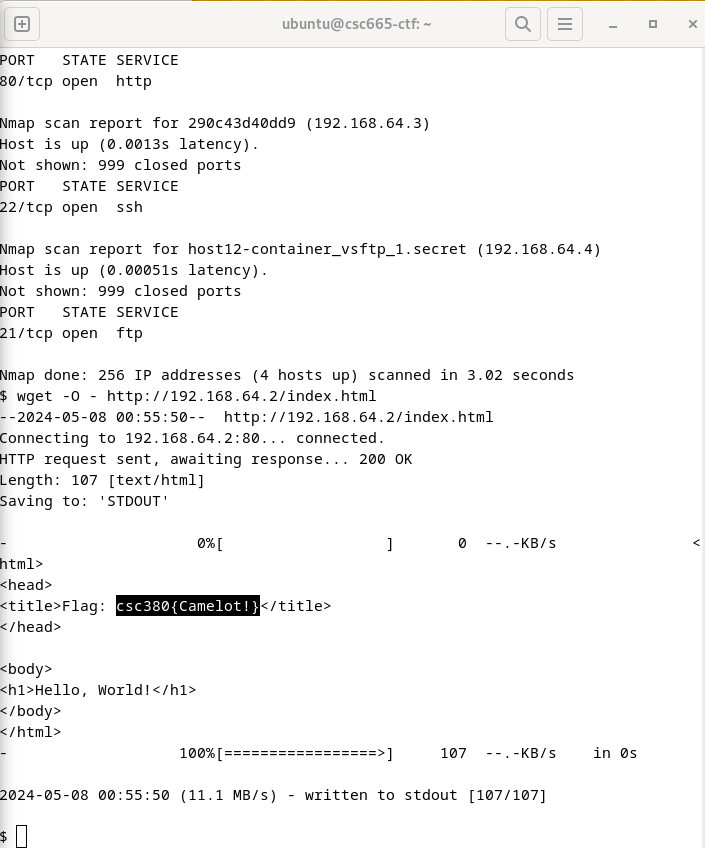 ubuntu@csc665-ctf: ~
PORT   STATE SERVICE
80/tcp open  http
Nmap scan report for 290c43d40dd9 (192.168.64.3)
Host is up (0.0013s latency).
Not shown: 999 closed ports
PORT   STATE SERVICE
22/tcp open  ssh
Nmap scan report for host12-container_vsftp_1.secret (192.168.64.4)
Host is up (0.00051s latency).
Not shown: 999 closed ports
PORT   STATE SERVICE
21/tcp open  ftp
Nmap done: 256 IP addresses (4 hosts up) scanned in 3.02 seconds
$ wget -O - http://192.168.64.2/index.html
--2024-05-08 00:55:50--  http://192.168.64.2/index.html
Connecting to 192.168.64.2:80... connected.
HTTP request sent, awaiting response... 200 OK
Length: 107 [text/html]
Saving to: 'STDOUT'
-                      0%[                   ]       0  --.-KB/s               <
html>
<head>
<title>Flag: csc380{Camelot!}</title>
</head>
<body>
<h1>Hello, World!</h1>
</body>
</html>
-                    100%[=================>]     107  --.-KB/s    in 0s
2024-05-08 00:55:50 (11.1 MB/s) - written to stdout [107/107]
$